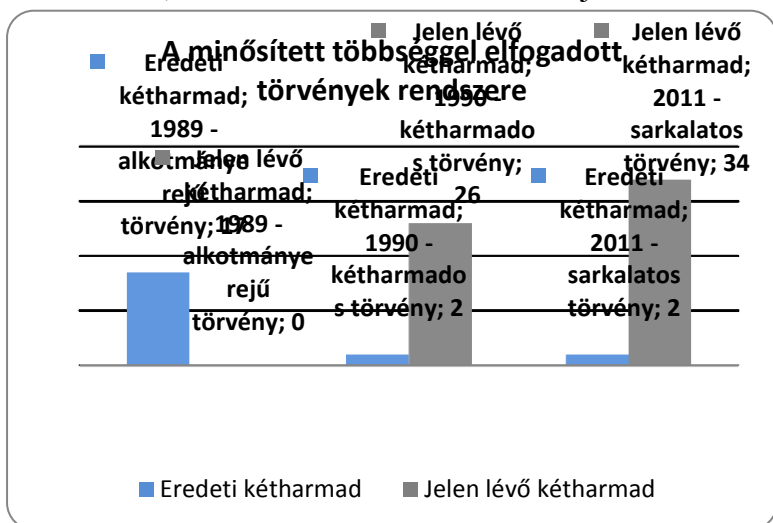 A minősített többséggel elfogadott
törvények rendszere
Eredeti
kétharmad;
1989 -
alkotmánye
rejű
törvény; 17
Jelen lévő
kétharmad;
1989 -
alkotmánye
rejű
törvény; 0
Eredeti
kétharmad;
1990 -
kétharmado
s törvény; 2
Jelen lévő
kétharmad;
1990 -
kétharmado
s törvény;
26
Eredeti
kétharmad;
2011 -
sarkalatos
törvény; 2
Jelen lévő
kétharmad;
2011 -
sarkalatos
törvény; 34
Eredeti kétharmad
Jelen lévő kétharmad